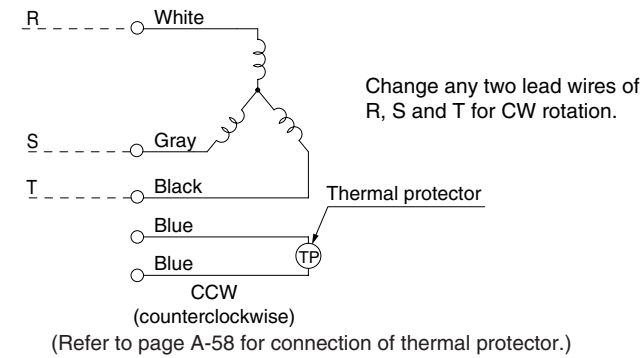 R White
Change any two lead wires of
R, S and T for CW rotation.
S Gray
T Black
Thermal protector
Blue
TP
Blue
CCW
(counterclockwise)
(Refer to page A-58 for connection of thermal protector.)